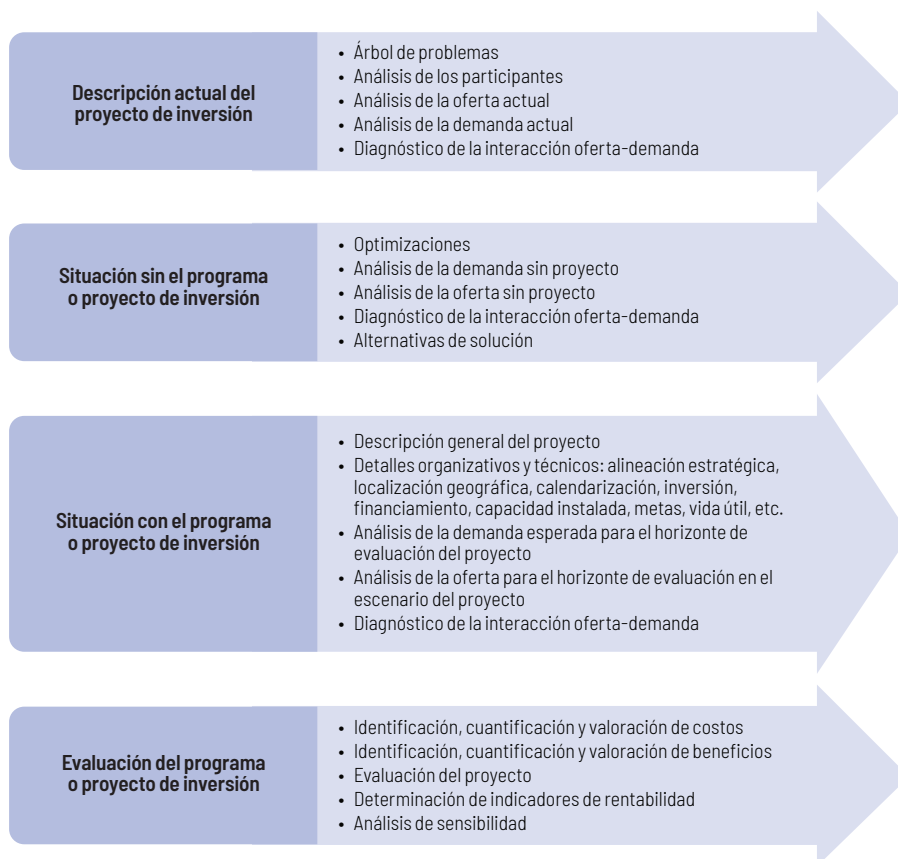 Descripción actual del
proyecto de inversión
• Árbol de problemas
• Análisis de los participantes
• Análisis de la oferta actual
• Análisis de la demanda actual
• Diagnóstico de la interacción oferta-demanda
Situación sin el programa
o proyecto de inversión
• Optimizaciones
• Análisis de la demanda sin proyecto
• Análisis de la oferta sin proyecto
• Diagnóstico de la interacción oferta-demanda
• Alternativas de solución
Situación con el programa
o proyecto de inversión
• Descripción general del proyecto
• Detalles organizativos y técnicos: alineación estratégica,
localización geográfica, calendarización, inversión,
financiamiento, capacidad instalada, metas, vida útil, etc.
• Análisis de la demanda esperada para el horizonte de
evaluación del proyecto
• Análisis de la oferta para el horizonte de evaluación en el
escenario del proyecto
• Diagnóstico de la interacción oferta-demanda
Evaluación del programa
o proyecto de inversión
• Identificación, cuantificación y valoración de costos
• Identificación, cuantificación y valoración de beneficios
• Evaluación del proyecto
• Determinación de indicadores de rentabilidad
• Análisis de sensibilidad